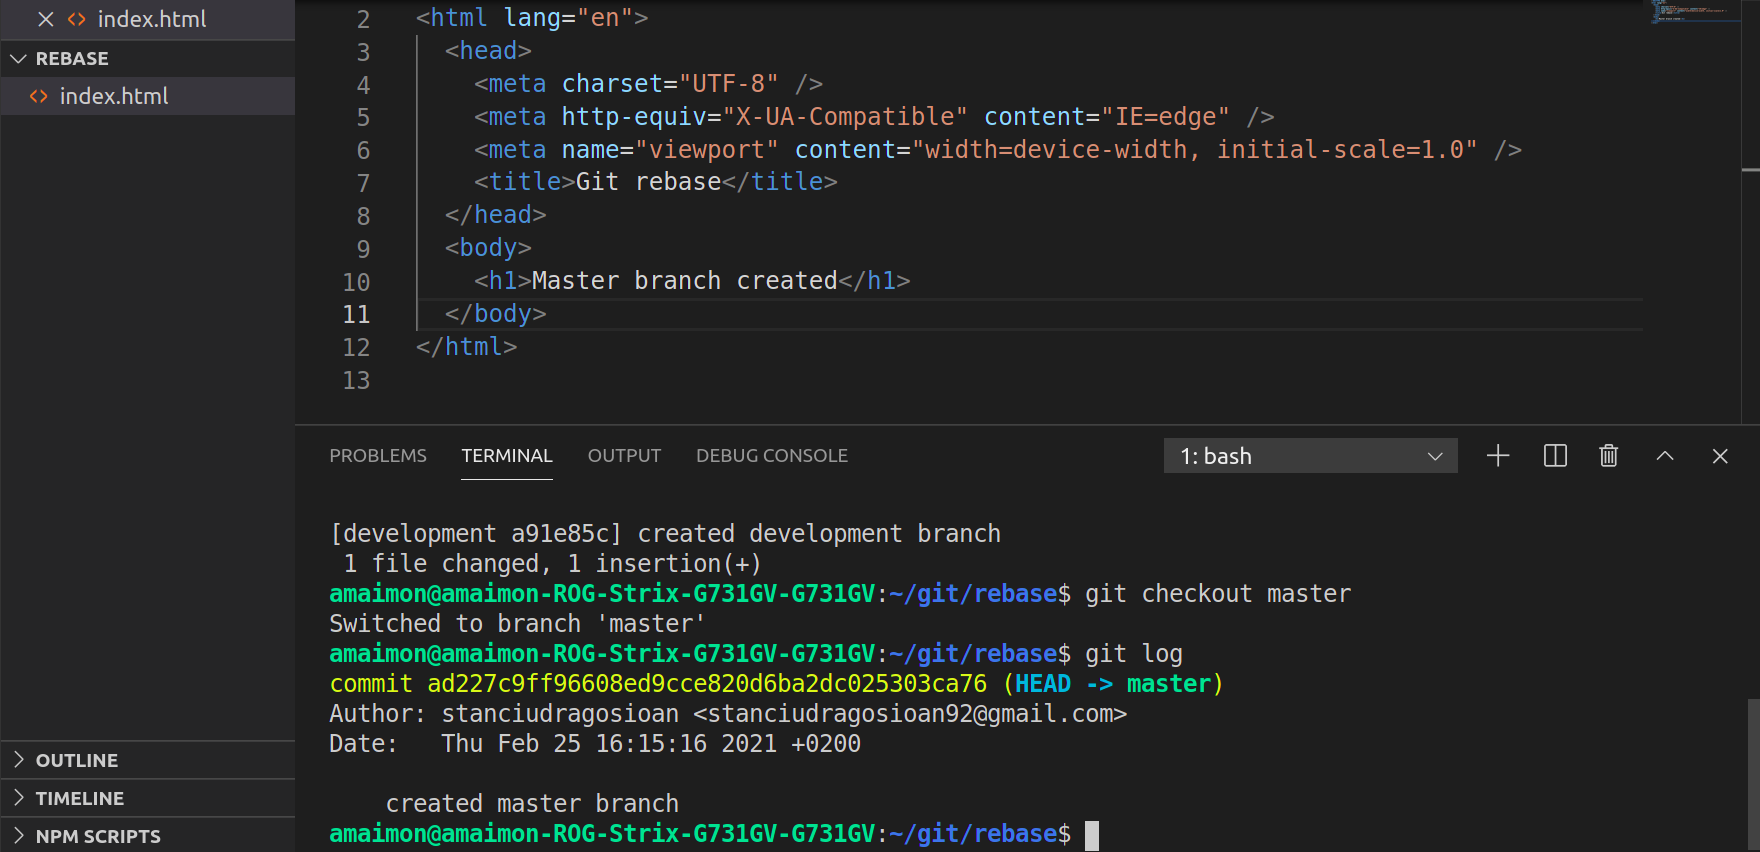 index.html
REBASE
index.html
OUTLINE
TIMELINE
NPM SCRIPTS
2 <html lang="en">
3 <head>
4 <meta charset="UTF-8" />
5 <meta http-equiv="X-UA-Compatible" content="IE=edge" />
6 <meta name="viewport" content="width=device-width, initial-scale=1.0" />
7 <title>Git rebase</title>
8 </head>
9 <body>
10 <h1>Master branch created</h1>
11 </body>
12 </html>
13
PROBLEMS TERMINAL OUTPUT DEBUG CONSOLE 1: bash
[development a91e85c] created development branch
1 file changed, 1 insertion(+)
amaimon@amaimon-ROG-Strix-G731GV-G731GV:~/git/rebase$ git checkout master
Switched to branch 'master'
amaimon@amaimon-ROG-Strix-G731GV-G731GV:~/git/rebase$ git log
commit ad227c9ff96608ed9cce820d6ba2dc025303ca76 (HEAD -> master)
Author: stanciudragosioan <stanciudragosioan92@gmail.com>
Date:   Thu Feb 25 16:15:16 2021 +0200
created master branch
amaimon@amaimon-ROG-Strix-G731GV-G731GV:~/git/rebase$